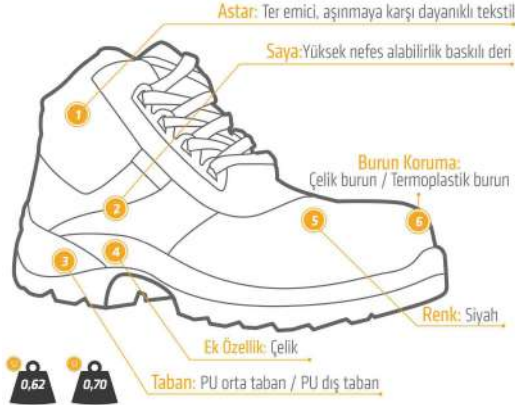 Astar: Ter emici, aşınmaya karşı dayanıklı tekstil
Saya:Yüksek nefes alabilirlik baskılı deri
1
Burun Koruma:
Çelik burun / Termoplastik burun
2
5
6
3
4
Renk: Siyah
Ek Özellik: Çelik
Taban: PU orta taban / PU dış taban
0,62
0,70